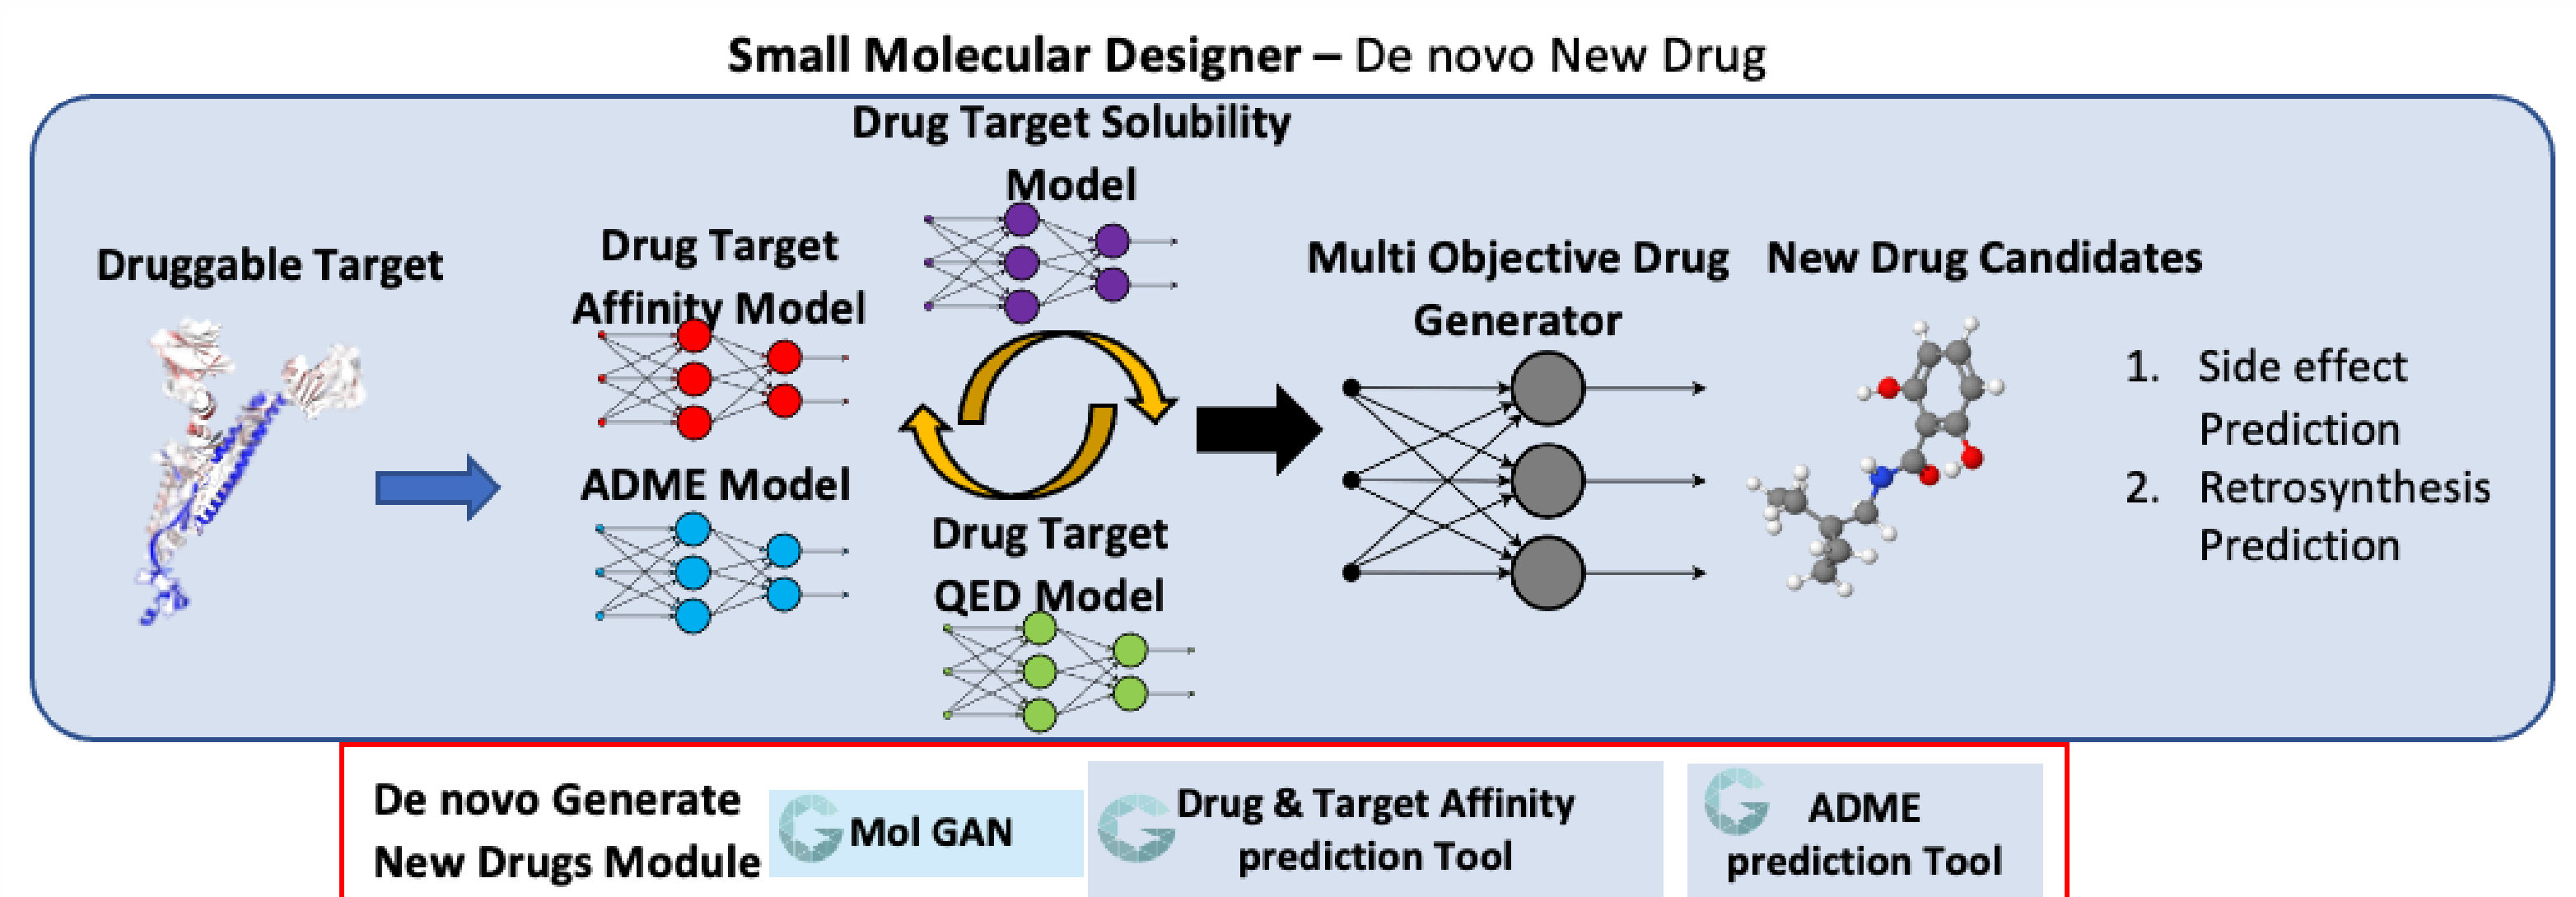 Small Molecular Designer – De novo New Drug
Drug Target Solubility
Model
Druggable Target
Drug Target
Affinity Model
ADME Model
Drug Target
QED Model
Multi Objective Drug
Generator
New Drug Candidates
1. Side effect
Prediction
2. Retrosynthesis
Prediction
De novo Generate
New Drugs Module
Mol GAN
Drug & Target Affinity
prediction Tool
ADME
prediction Tool